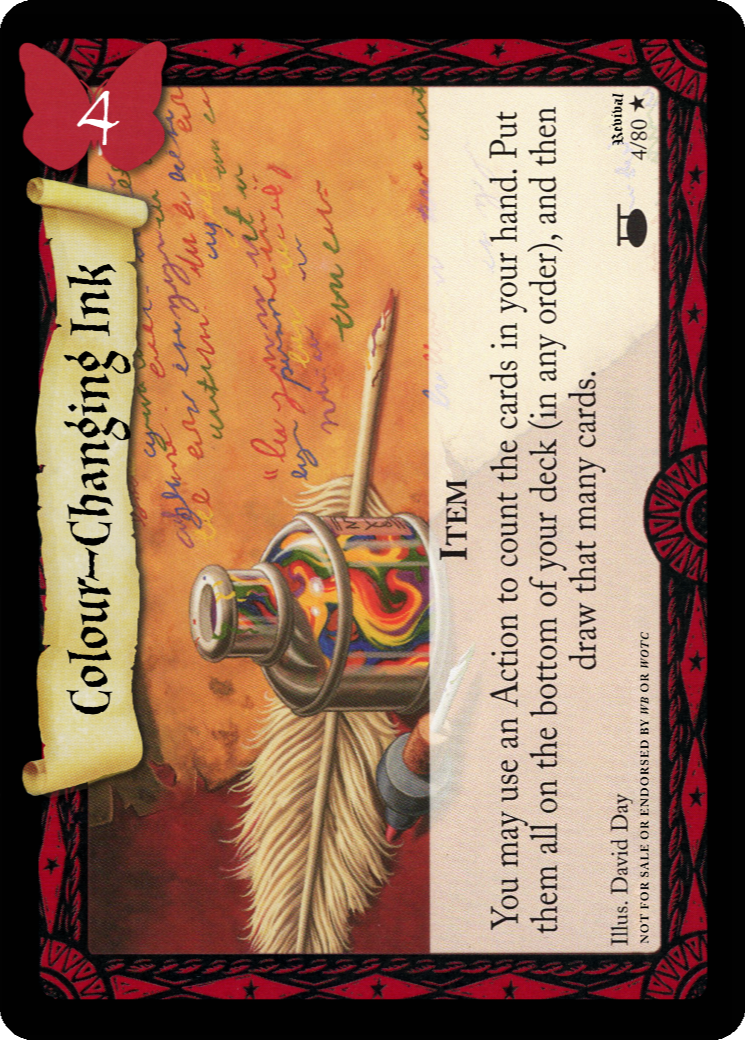 4
Colour-Changing Ink
ITEM
You may use an Action to count the cards in your hand. Put
them all on the bottom of your deck (in any order), and then
draw that many cards.
Illus. David Day
NOT FOR SALE OR ENDORSED BY WB OR WOTC
Revival
4/80 ★